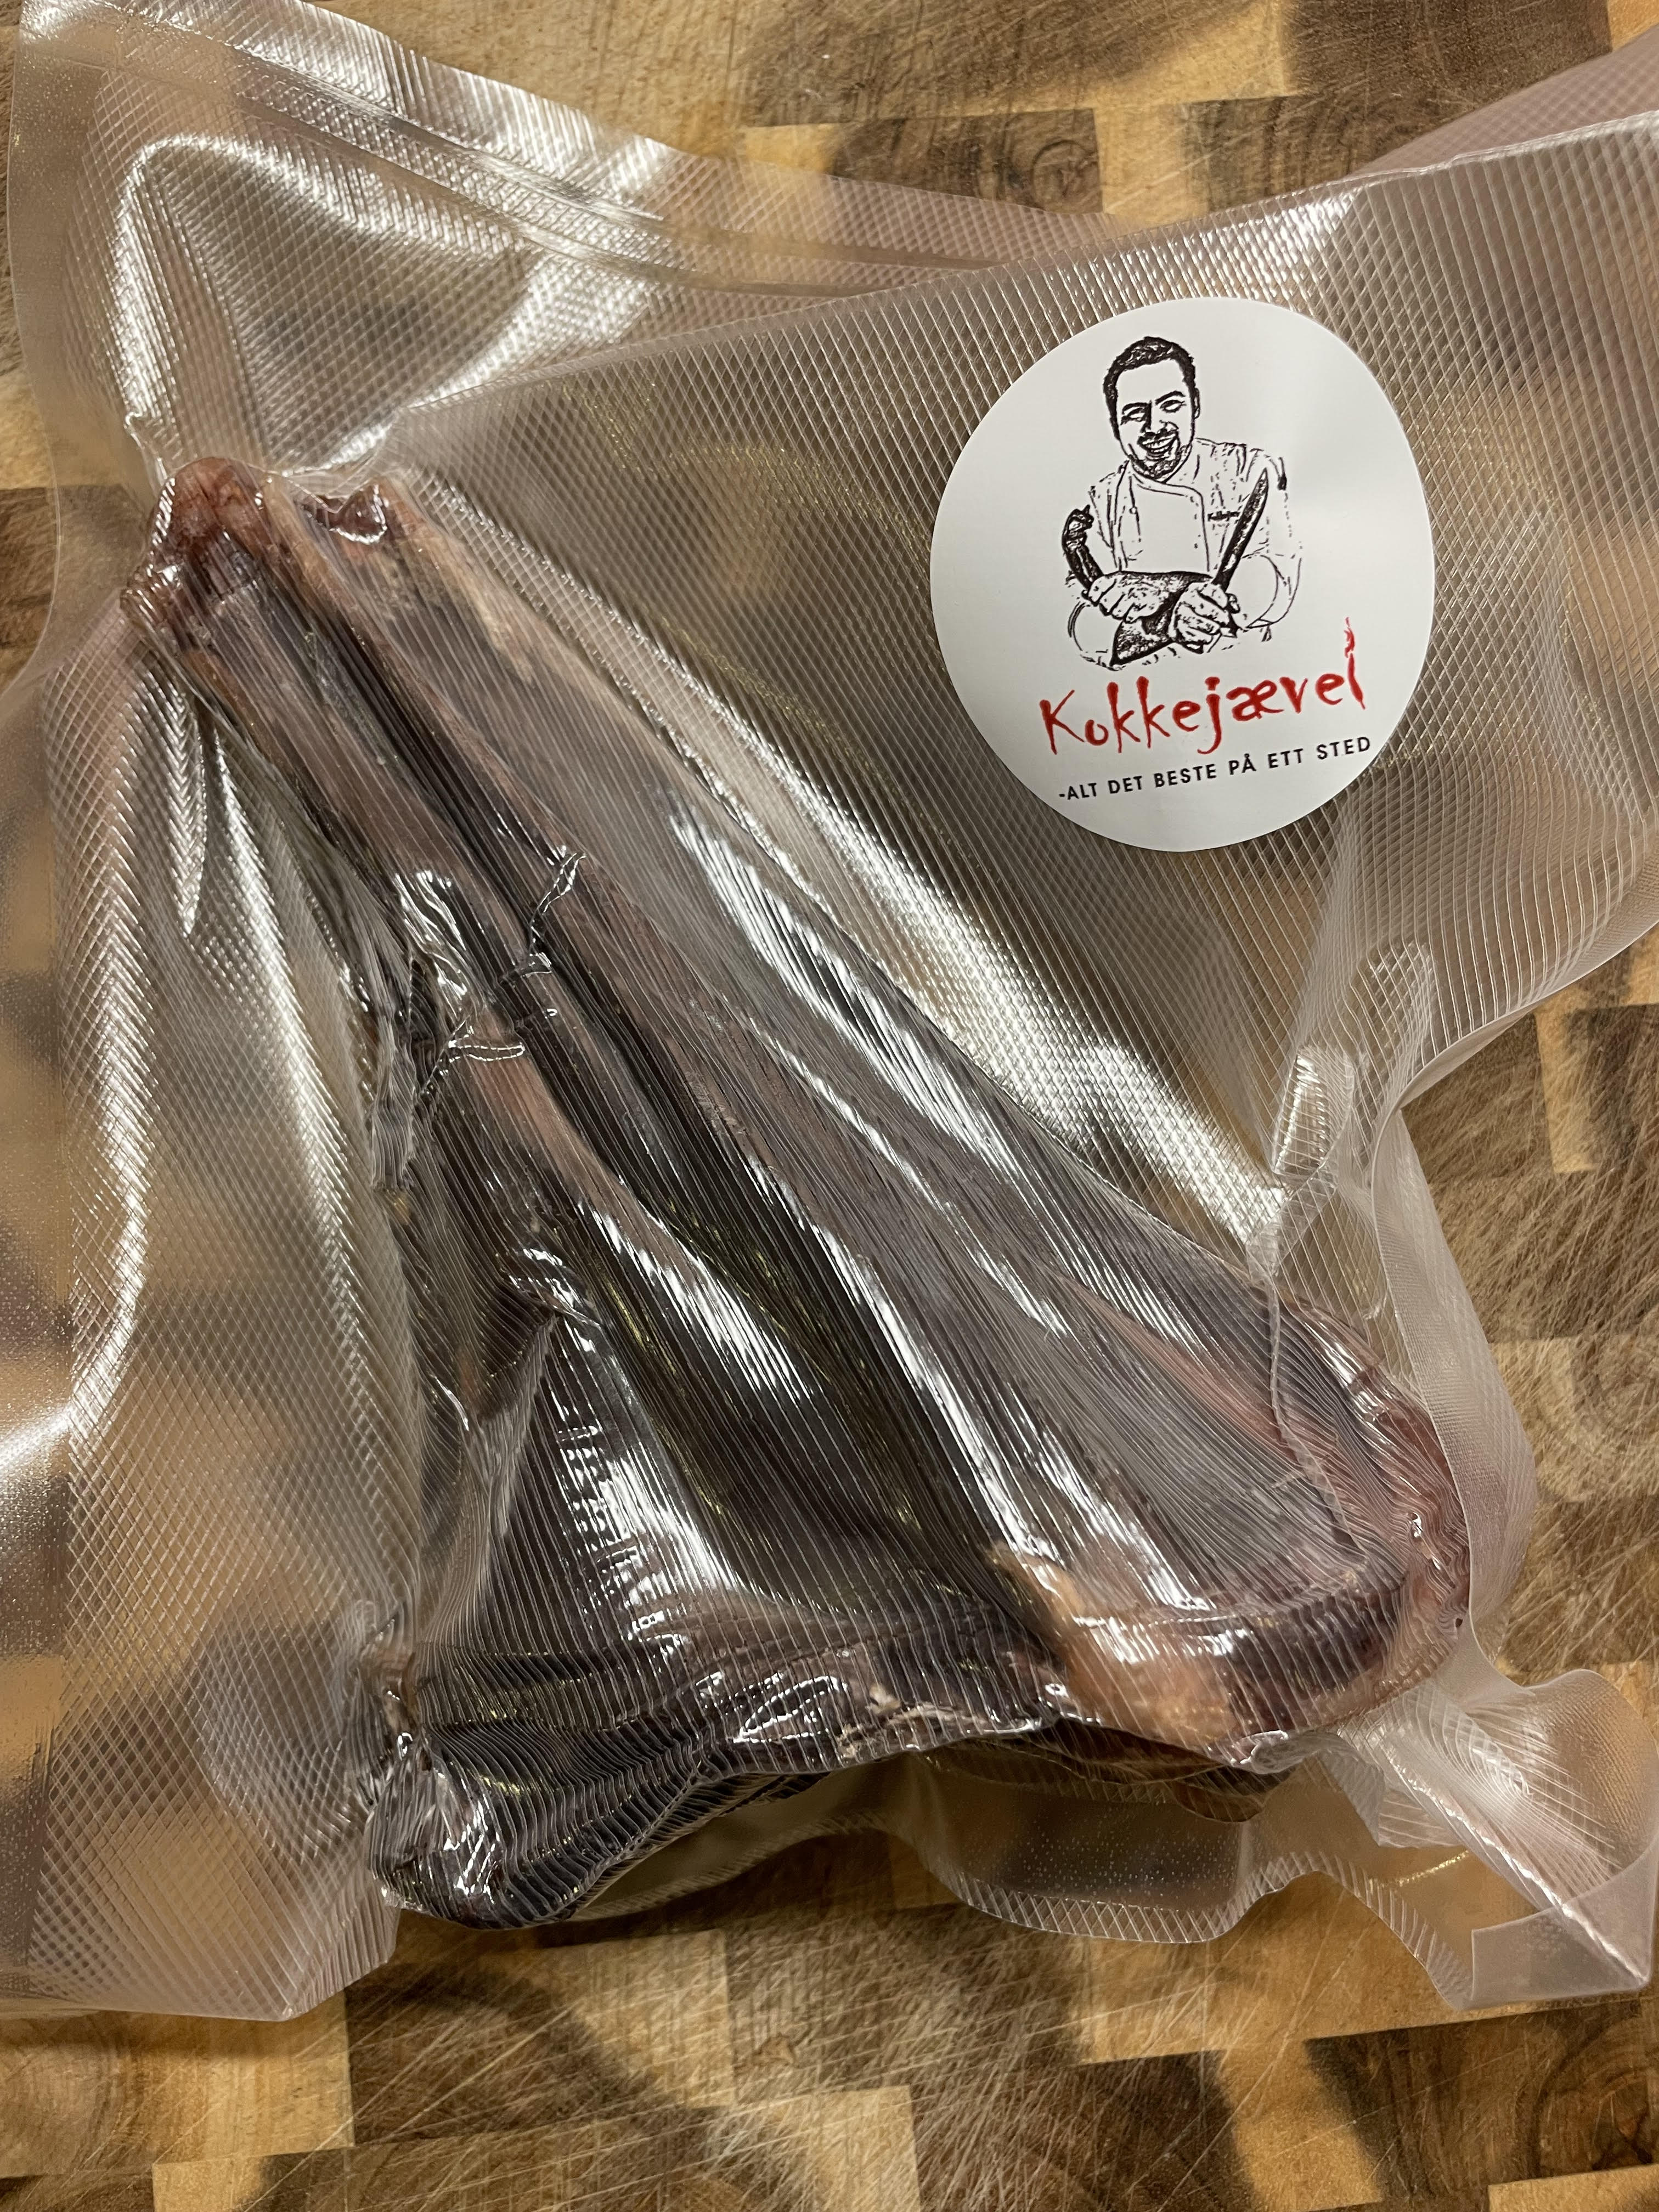 Kokkejævel
-ALT DET BESTE PÅ ETT STED